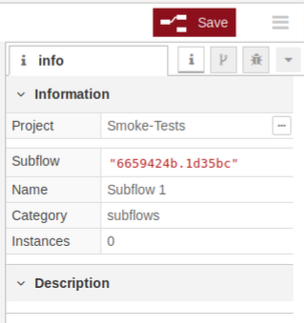 Save
info
Information
Project Smoke-Tests
Subflow "6659424b.1d35bc"
Name Subflow 1
Category subflows
Instances 0
Description